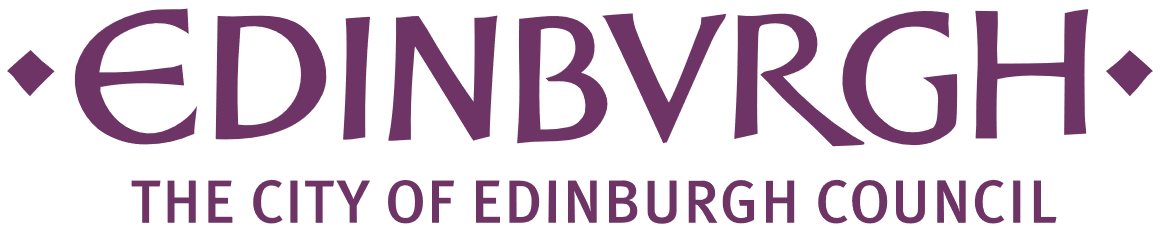 EDINBVRGH
THE CITY OF EDINBURGH COUNCIL